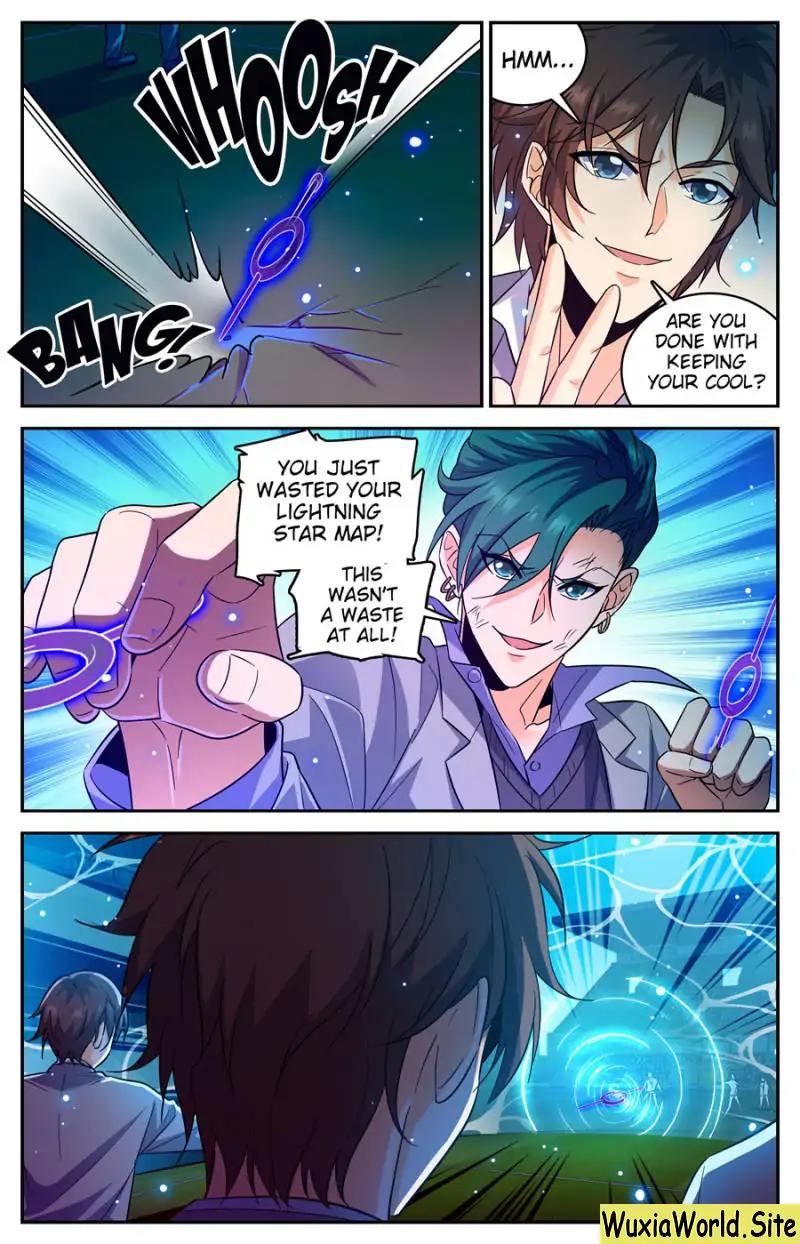 WHOOSH
BANG!
HMM...
ARE YOU
DONE WITH
KEEPING
YOUR COOL?
YOU JUST
WASTED YOUR
LIGHTNING
STAR MAP!
THIS
WASN'T
A WASTE
AT ALL!
WuxiaWorld.Site